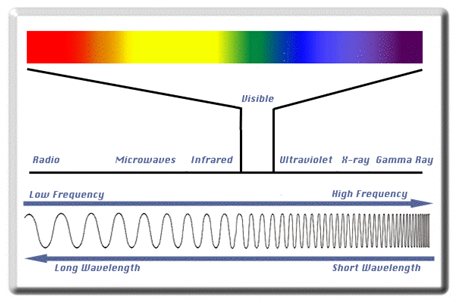 Visible
Radio Microwaves Infrared Ultraviolet X-ray Gamma Ray
Low Frequency High Frequency
Long Wavelength Short Wavelength